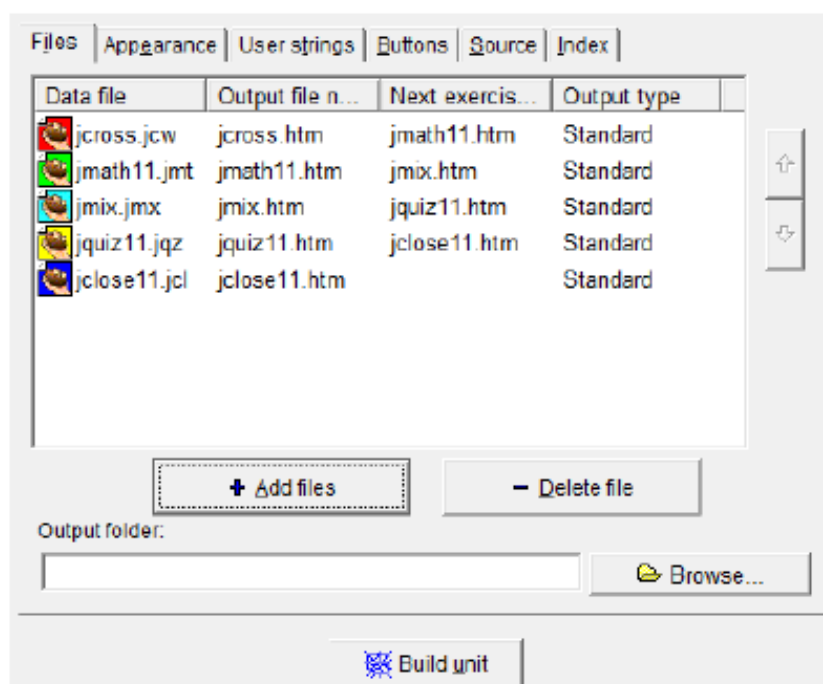 Files Appearance User strings Buttons Source Index
Data file Output file n... Next exercis... Output type
jcross.jcw jcross.htm jmath11.htm Standard
jmath11.jmt jmath11.htm jmix.htm Standard
jmix.jmx jmix.htm jquiz11.htm Standard
jquiz11.jqz jquiz11.htm jclose11.htm Standard
jclose11.jcl jclose11.htm Standard
+ Add files − Delete file
Output folder:
Browse...
Build unit